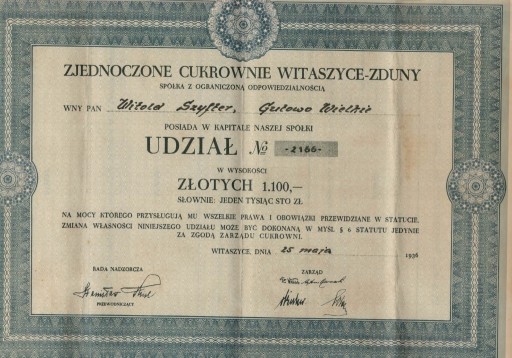 ZJEDNOCZONE CUKROWNIE WITASZYCE-ZDUNY
SPÓŁKA Z OGRANICZONĄ ODPOWIEDZIALNOŚCIĄ
WNY PAN Witold Szyfter, Gutowo Wielkie
POSIADA W KAPITALE NASZEJ SPÓŁKI
UDZIAŁ № -2166-
W WYSOKOŚCI
ZŁOTYCH 1.100,—
SŁOWNIE: JEDEN TYSIĄC STO ZŁ.
NA MOCY KTÓREGO PRZYSŁUGUJĄ MU WSZELKIE PRAWA I OBOWIĄZKI PRZEWIDZIANE W STATUCIE.
ZMIANA WŁASNOŚCI NINIEJSZEGO UDZIAŁU MOŻE BYĆ DOKONANĄ W MYŚL § 6 STATUTU JEDYNIE
ZA ZGODĄ ZARZĄDU CUKROWNI.
WITASZYCE, DNIA 25 maja 1936
RADA NADZORCZA ZARZĄD
Stanisław
PRZEWODNICZĄCY